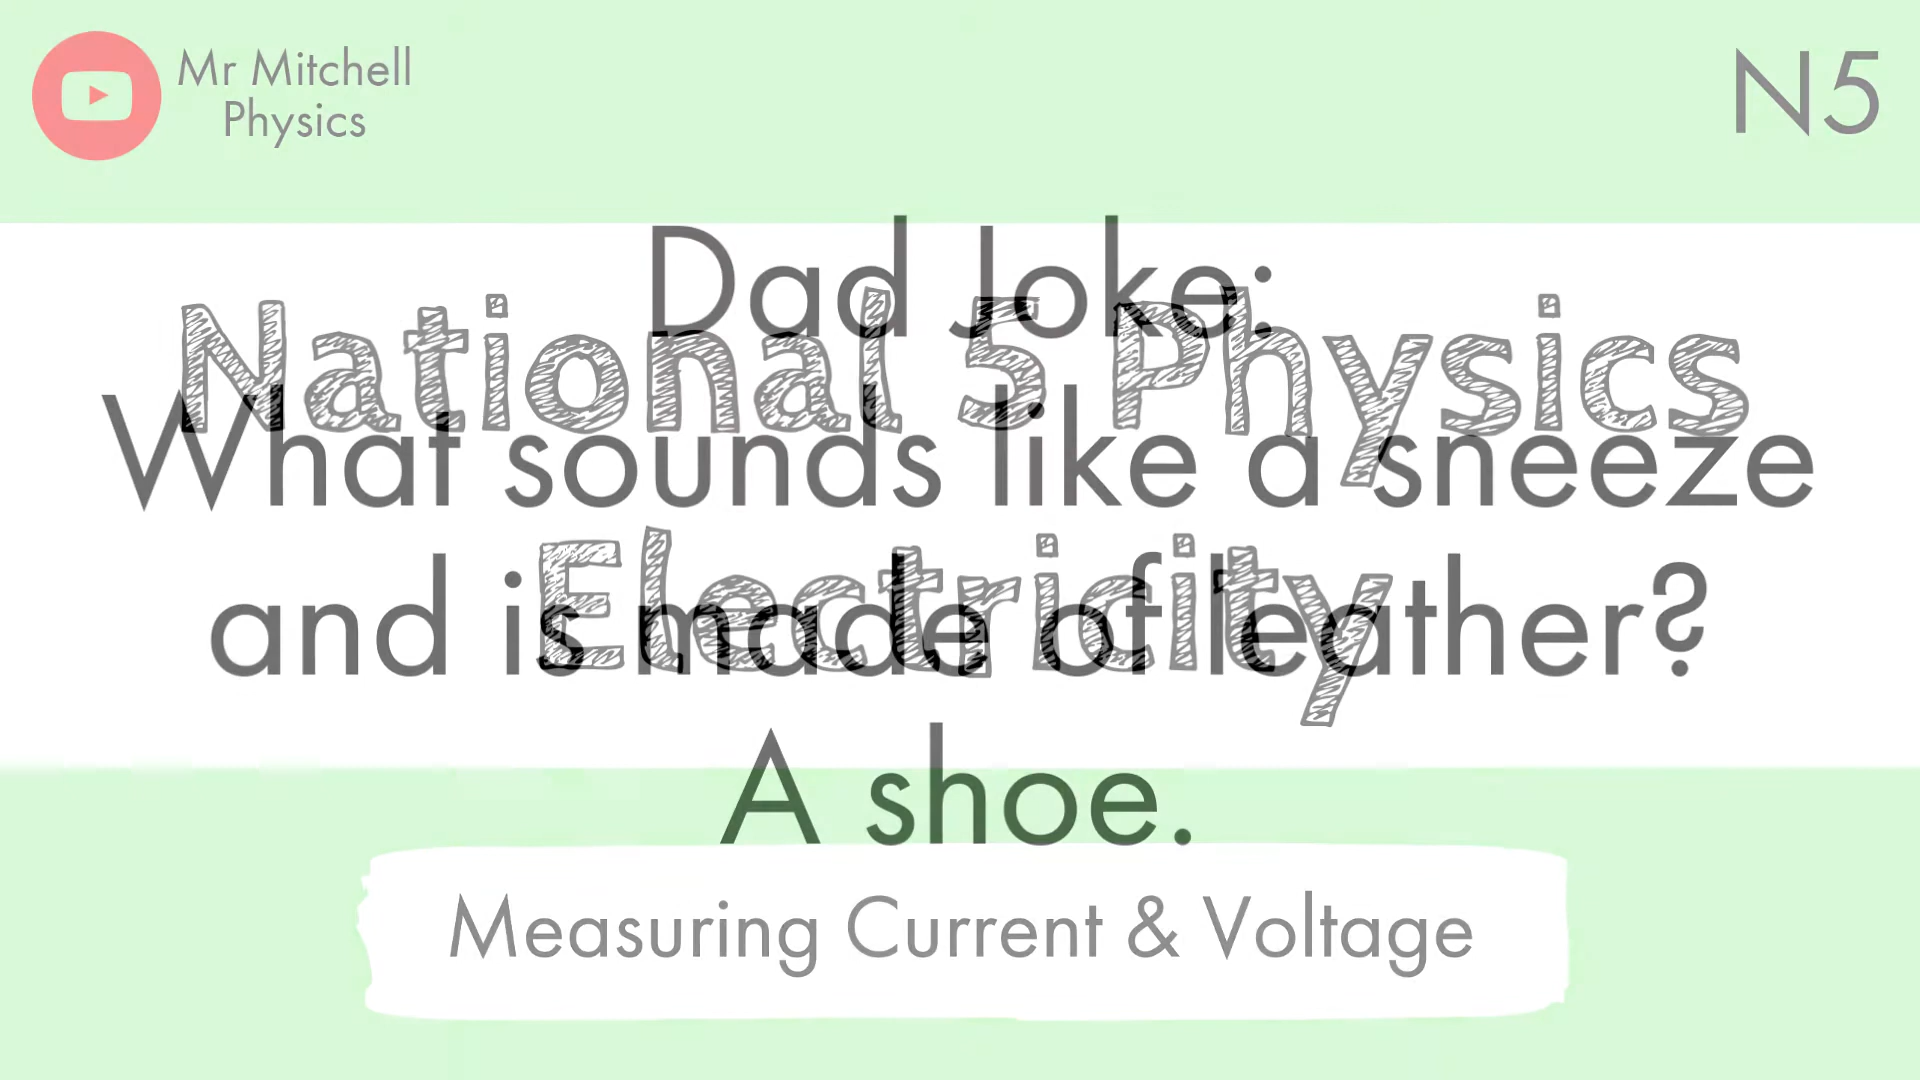 Mr Mitchell
Physics
N5
Dad Joke:
What sounds like a sneeze
and is made of leather?
A shoe.
National 5 Physics
Electricity
Measuring Current & Voltage